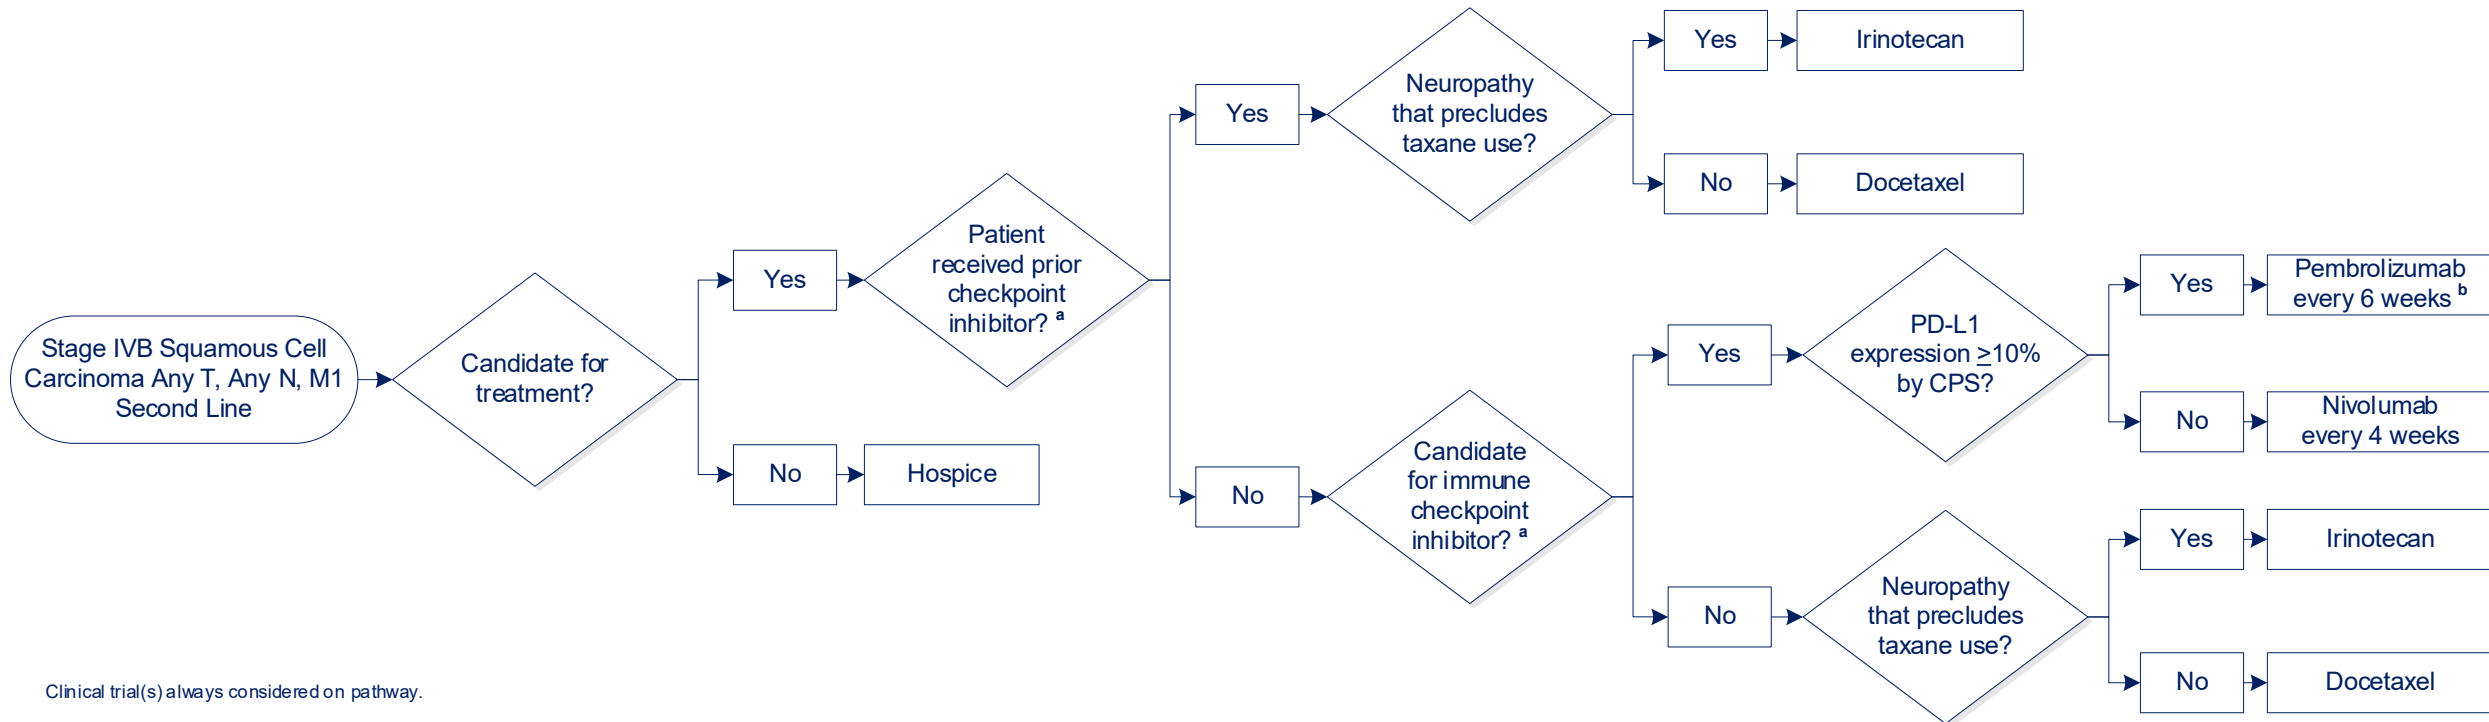 Stage IVB Squamous Cell
Carcinoma Any T, Any N, M1
Second Line
Candidate for
treatment?
Yes
No
Hospice
Patient
received prior
checkpoint
inhibitor? a
Yes
Neuropathy
that precludes
taxane use?
Yes
Irinotecan
No
Docetaxel
No
Candidate
for immune
checkpoint
inhibitor? a
Yes
PD-L1
expression ≥10%
by CPS?
Yes
Pembrolizumab
every 6 weeks b
No
Nivolumab
every 4 weeks
No
Neuropathy
that precludes
taxane use?
Yes
Irinotecan
No
Docetaxel
Clinical trial(s) always considered on pathway.